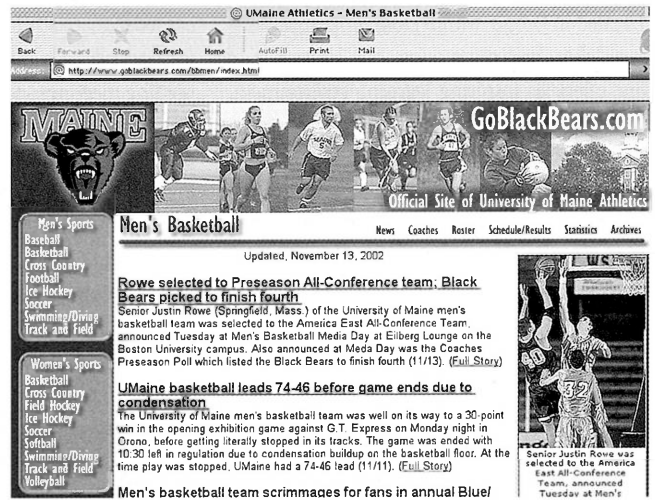 UMaine Athletics - Men's Basketball
Back Forward Stop Refresh Home AutoFill Print Mail
Address: http://www.goblackbears.com/bbmen/index.html
MAINE
GoBlackBears.com
Official Site of University of Maine Athletics
Men's Sports
Baseball
Basketball
Cross Country
Football
Ice Hockey
Soccer
Swimming/Diving
Track and Field
Women's Sports
Basketball
Cross Country
Field Hockey
Ice Hockey
Soccer
Softball
Swimming/Diving
Track and Field
Volleyball
Men's Basketball
News Coaches Roster Schedule/Results Statistics Archives
Updated, November 13, 2002
Rowe selected to Preseason All-Conference team; Black
Bears picked to finish fourth
Senior Justin Rowe (Springfield, Mass.) of the University of Maine men's
basketball team was selected to the America East All-Conference Team,
announced Tuesday at Men's Basketball Media Day at Eilberg Lounge on the
Boston University campus. Also announced at Meda Day was the Coaches
Preseason Poll which listed the Black Bears to finish fourth (11/13). (Full Story)
UMaine basketball leads 74-46 before game ends due to
condensation
The University of Maine men's basketball team was well on its way to a 30-point
win in the opening exhibition game against G.T. Express on Monday night in
Orono, before getting literally stopped in its tracks. The game was ended with
10:30 left in regulation due to condensation buildup on the basketball floor. At the
time play was stopped, UMaine had a 74-46 lead (11/11). (Full Story)
Men's basketball team scrimmages for fans in annual Blue/
32
Senior Justin Rowe was
selected to the America
East All-Conference
Team, announced
Tuesday at Men's